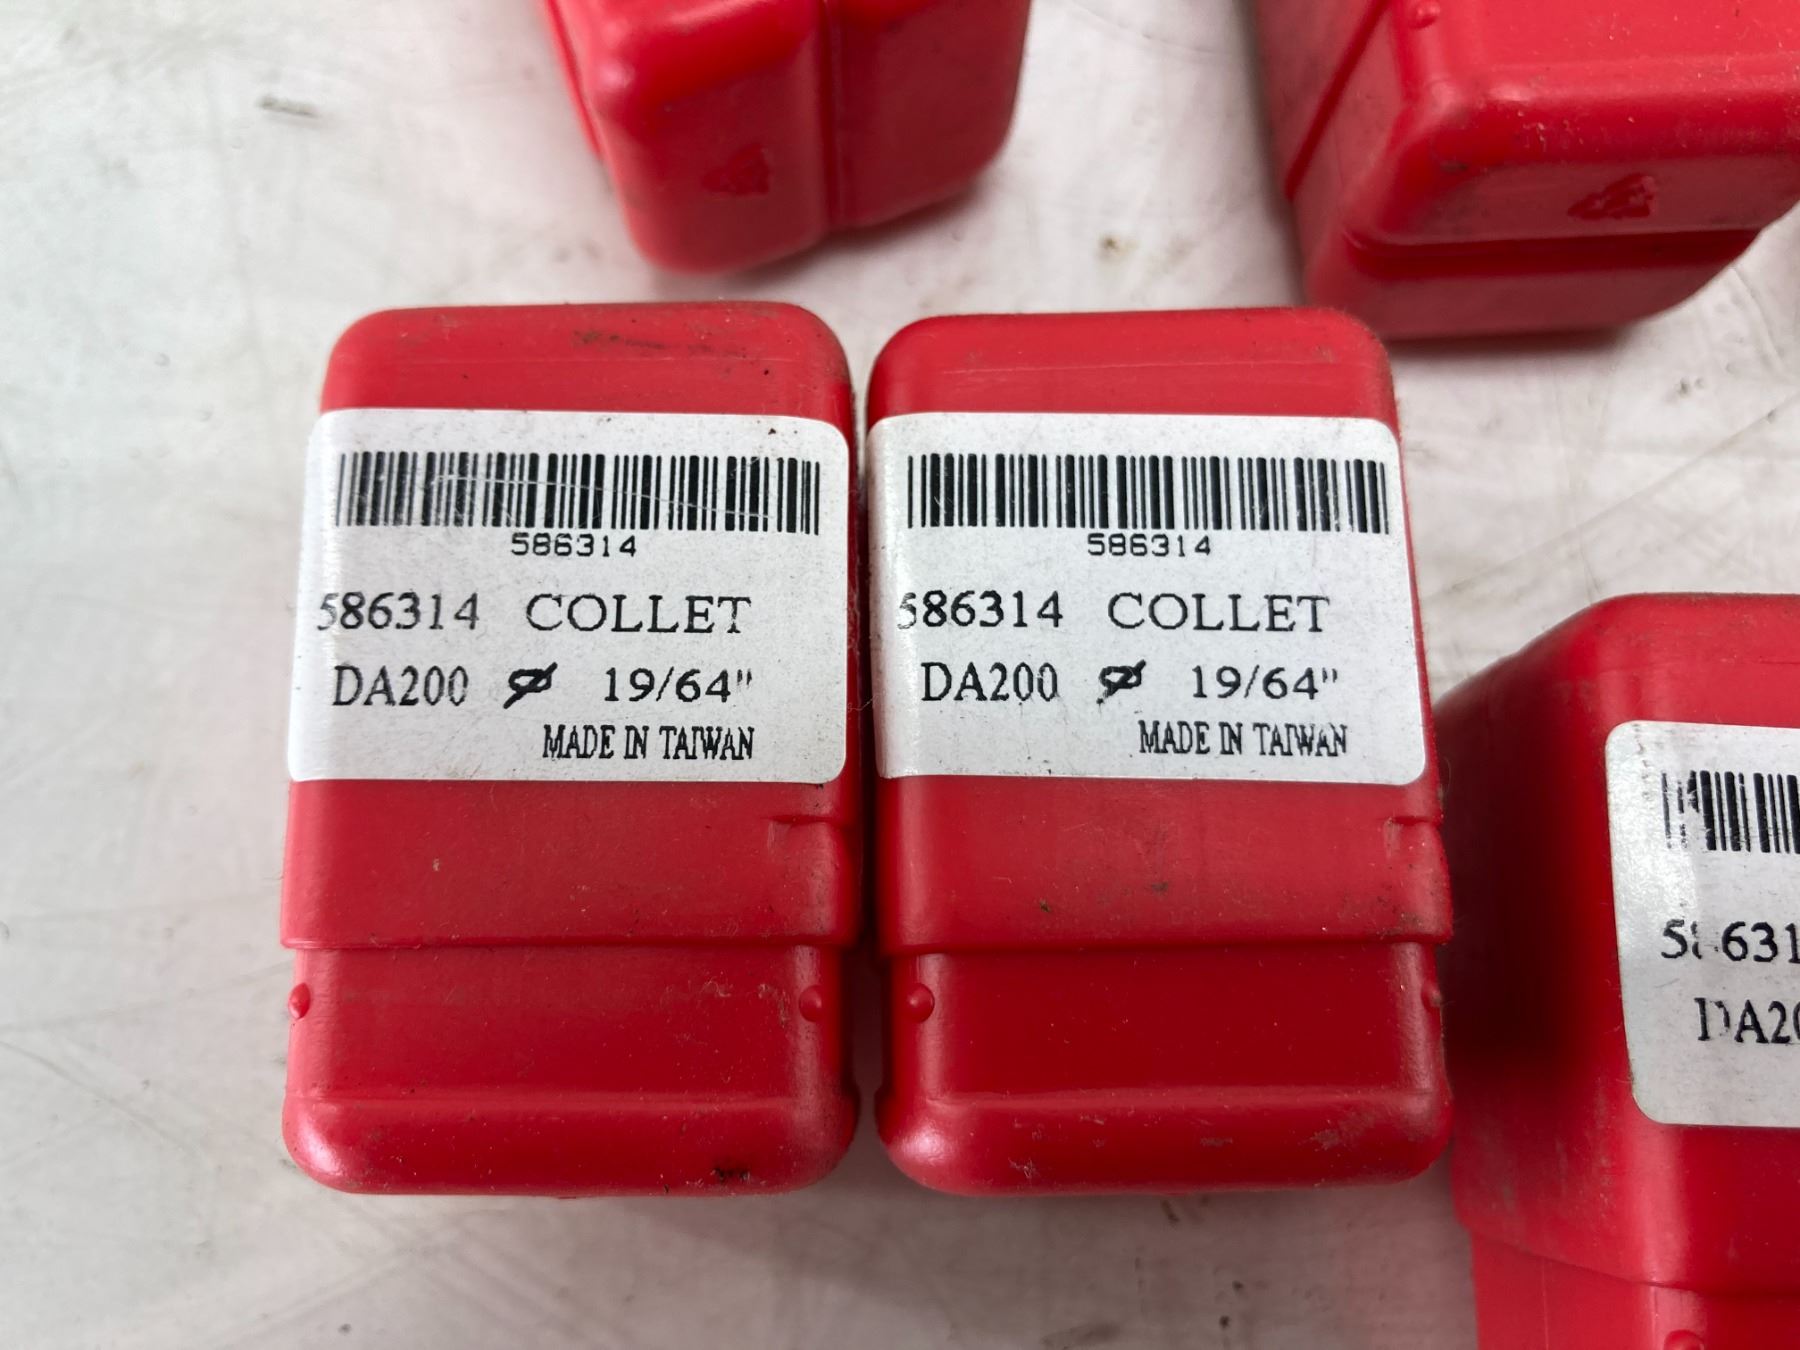 586314
586314 COLLET
DA200 ⌀ 19/64"
MADE IN TAIWAN
586314
586314 COLLET
DA200 ⌀ 19/64"
MADE IN TAIWAN